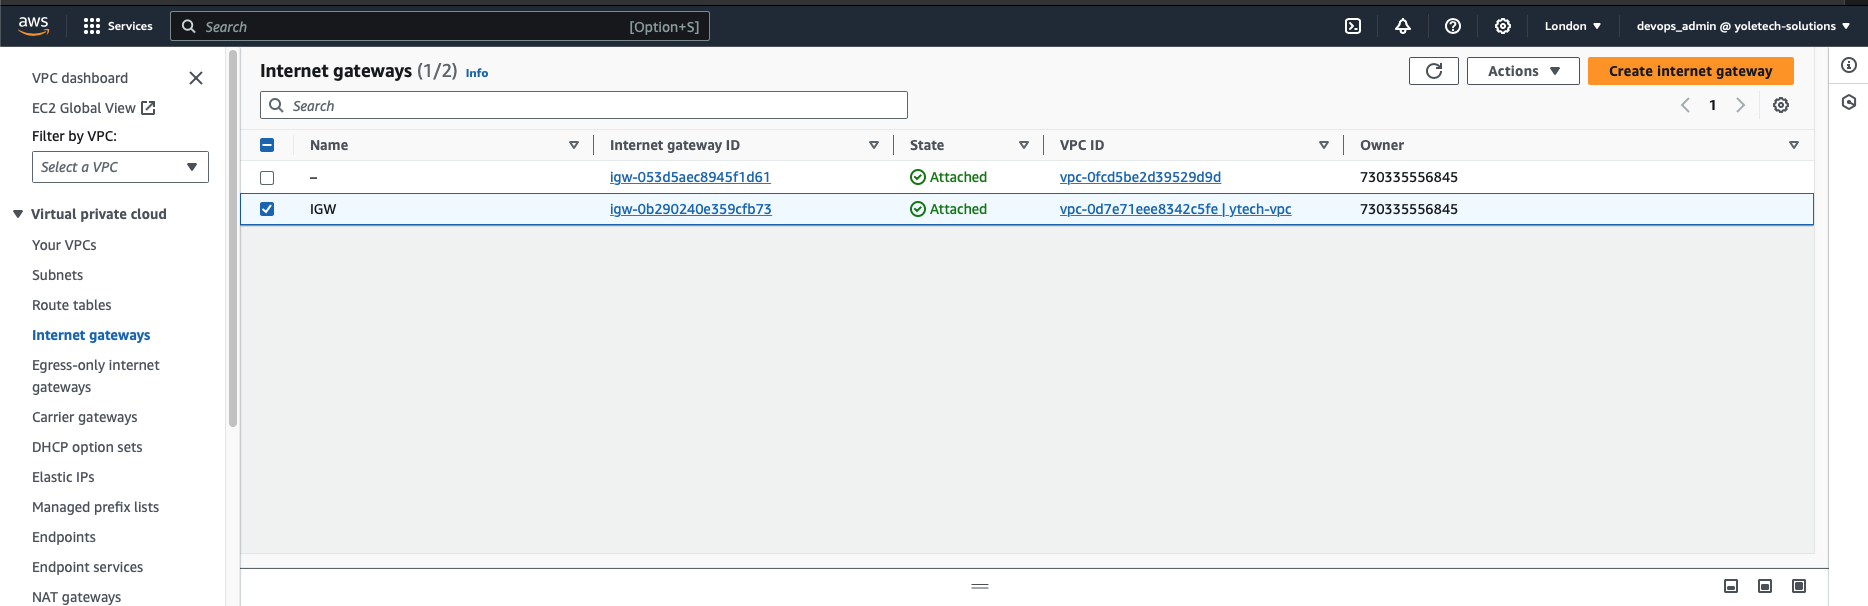 aws Services Search [Option+S] London devops_admin @ yoletech-solutions
VPC dashboard
EC2 Global View
Filter by VPC:
Select a VPC
Virtual private cloud
Your VPCs
Subnets
Route tables
Internet gateways
Egress-only internet
gateways
Carrier gateways
DHCP option sets
Elastic IPs
Managed prefix lists
Endpoints
Endpoint services
NAT gateways
Internet gateways (1/2) Info Actions Create internet gateway
Search 1
Name Internet gateway ID State VPC ID Owner
– igw-053d5aec8945f1d61 Attached vpc-0fcd5be2d39529d9d 730335556845
IGW igw-0b290240e359cfb73 Attached vpc-0d7e71eee8342c5fe | ytech-vpc 730335556845